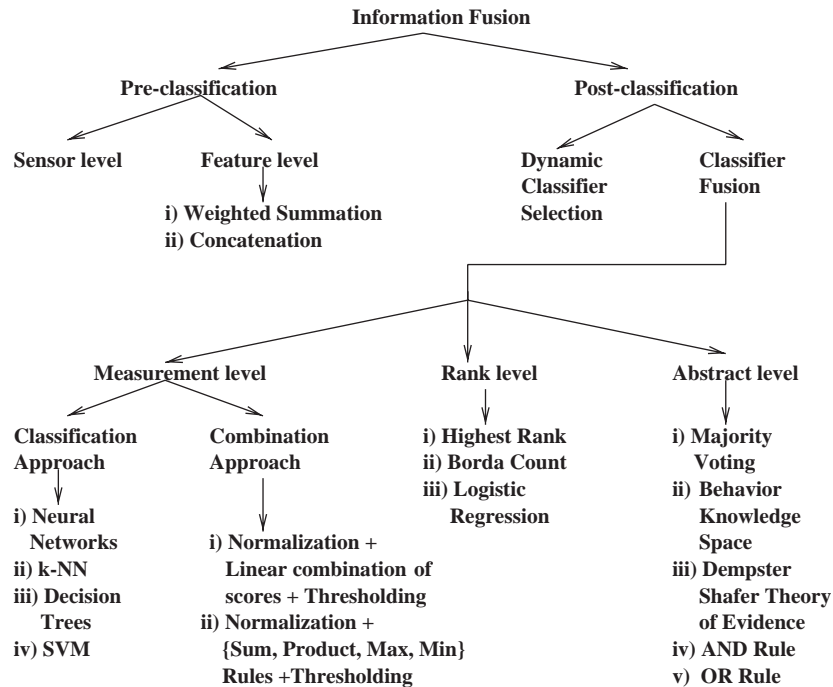 Information Fusion
Pre-classification
Post-classification
Sensor level
Feature level
Dynamic
Classifier
Selection
Classifier
Fusion
i) Weighted Summation
ii) Concatenation
Measurement level
Rank level
Abstract level
Classification
Approach
Combination
Approach
i) Highest Rank
ii) Borda Count
iii) Logistic
Regression
i) Majority
Voting
ii) Behavior
Knowledge
Space
iii) Dempster
Shafer Theory
of Evidence
iv) AND Rule
v) OR Rule
i) Neural
Networks
ii) k-NN
iii) Decision
Trees
iv) SVM
i) Normalization +
Linear combination of
scores + Thresholding
ii) Normalization +
{Sum, Product, Max, Min}
Rules +Thresholding